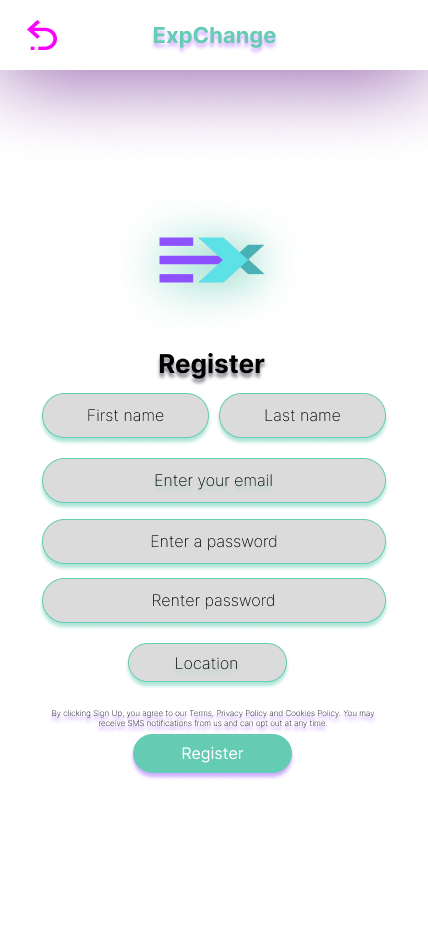 ExpChange
Register
First name
Last name
Enter your email
Enter a password
Renter password
Location
By clicking Sign Up, you agree to our Terms, Privacy Policy and Cookies Policy. You may
receive SMS notifications from us and can opt out at any time.
Register